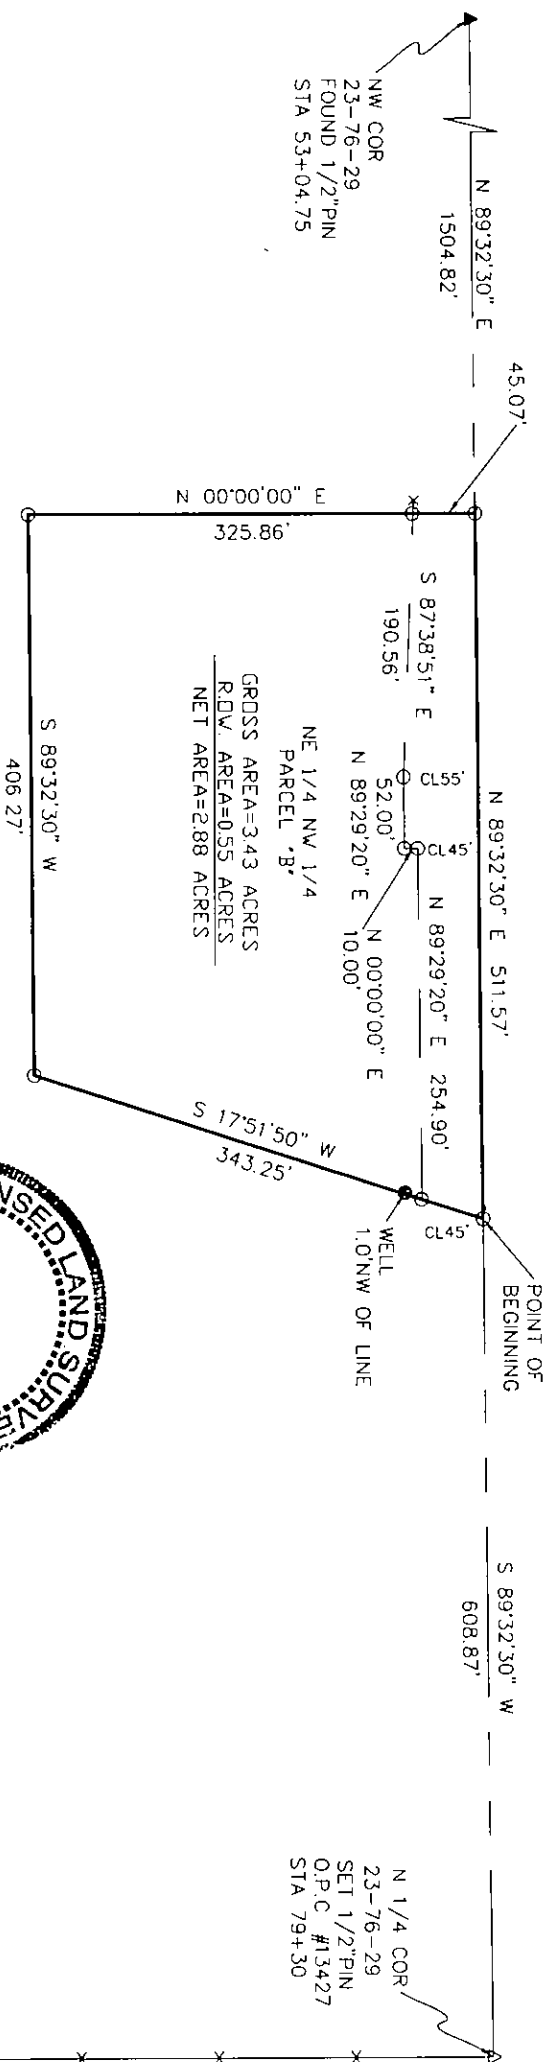 NW COR
23-76-29
FOUND 1/2"PIN
STA 53+04.75
N 89°32'30" E
1504.82'
45.07'
N 00°00'00" E
325.86'
S 87°38'51" E
190.56'
CL55'
CL45'
52.00'
N 89°29'20" E
N 00°00'00" E
10.00'
N 89°29'20" E 254.90'
N 89°32'30" E 511.57'
NE 1/4 NW 1/4
PARCEL "B"
GROSS AREA=3.43 ACRES
R.O.W. AREA=0.55 ACRES
NET AREA=2.88 ACRES
S 89°32'30" W
406.27'
S 17°51'50" W
343.25'
CL45'
WELL
1.0'NW OF LINE
POINT OF
BEGINNING
S 89°32'30" W
608.87'
N 1/4 COR
23-76-29
SET 1/2"PIN
O.P.C #13427
STA 79+30
NSED LAND SURVE